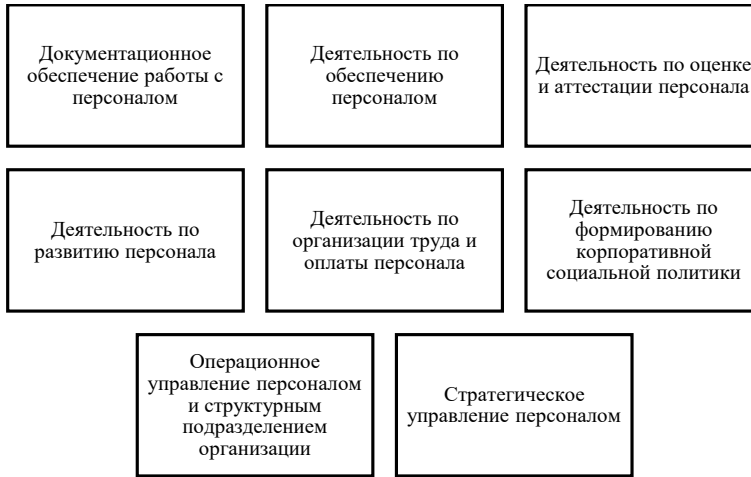 Документационное
обеспечение работы с
персоналом
Деятельность по
обеспечению
персоналом
Деятельность по оценке
и аттестации персонала
Деятельность по
развитию персонала
Деятельность по
организации труда и
оплаты персонала
Деятельность по
формированию
корпоративной
социальной политики
Операционное
управление персоналом
и структурным
подразделением
организации
Стратегическое
управление персоналом